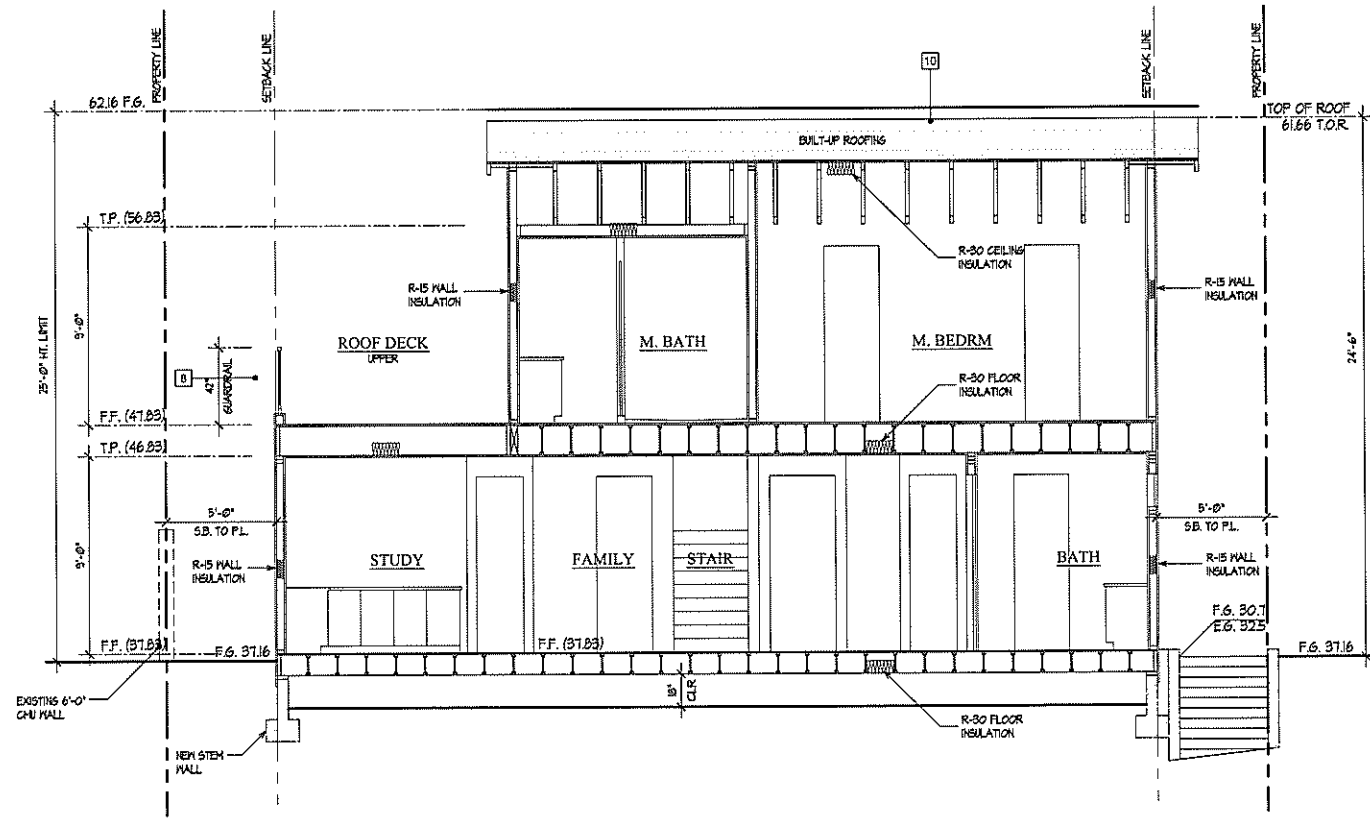 PROPERTY LINE
SETBACK LINE
SETBACK LINE
PROPERTY LINE
10
62.16 F.G.
TOP OF ROOF
61.66 T.O.R.
BUILT-UP ROOFING
T.P. (56.83)
R-30 CEILING
INSULATION
R-15 WALL
INSULATION
R-15 WALL
INSULATION
25'-0" HT. LIMIT
9'-0"
24'-6"
ROOF DECK
UPPER
M. BATH
M. BEDRM
8
42"
GUARDRAIL
R-30 FLOOR
INSULATION
F.F. (47.83)
T.P. (46.83)
5'-0"
S.B. TO P.L.
5'-0"
S.B. TO P.L.
9'-0"
R-15 WALL
INSULATION
STUDY
FAMILY
STAIR
BATH
R-15 WALL
INSULATION
F.G. 30.7
E.G. 32.5
F.F. (37.83)
F.G. 37.16
F.F. (37.83)
F.G. 37.16
EXISTING 6'-0"
CMU WALL
18"
CLR
R-30 FLOOR
INSULATION
NEW STEM
WALL